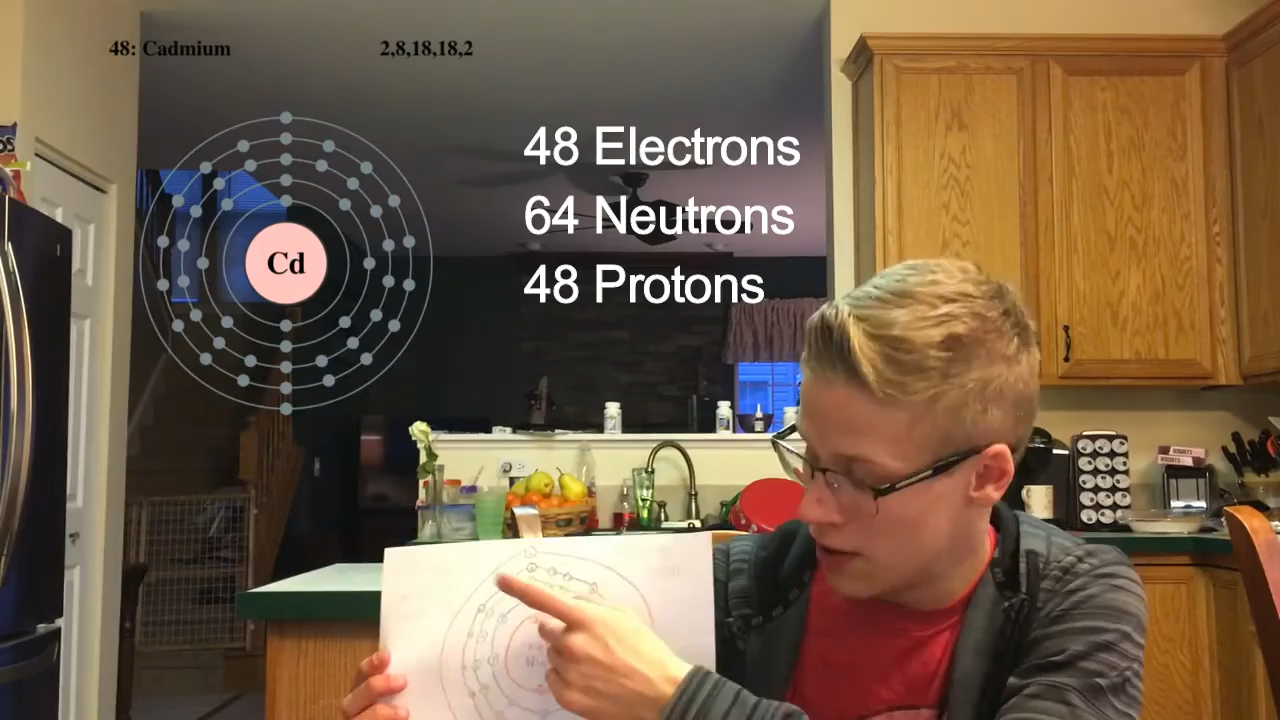 48: Cadmium 2,8,18,18,2
Cd
48 Electrons
64 Neutrons
48 Protons